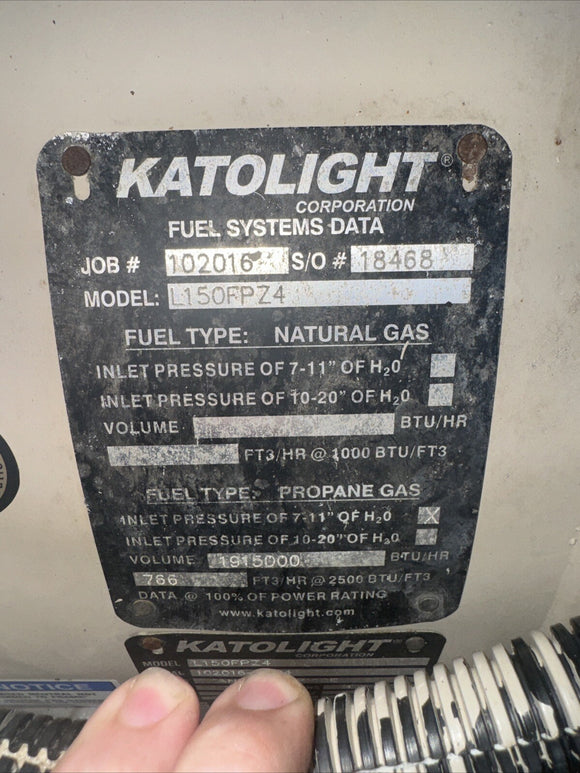 KATOLIGHT®
CORPORATION
FUEL SYSTEMS DATA
JOB # 102016 S/O # 18468
MODEL: L150FPZ4
FUEL TYPE: NATURAL GAS
INLET PRESSURE OF 7-11" OF H₂O
INLET PRESSURE OF 10-20" OF H₂O
VOLUME BTU/HR
FT3/HR @ 1000 BTU/FT3
FUEL TYPE: PROPANE GAS
INLET PRESSURE OF 7-11" OF H₂O X
INLET PRESSURE OF 10-20" OF H₂O
VOLUME 1915000 BTU/HR
766 FT3/HR @ 2500 BTU/FT3
DATA @ 100% OF POWER RATING
www.katolight.com
KATOLIGHT
CORPORATION
MODEL L150FPZ4
102016
NOTICE